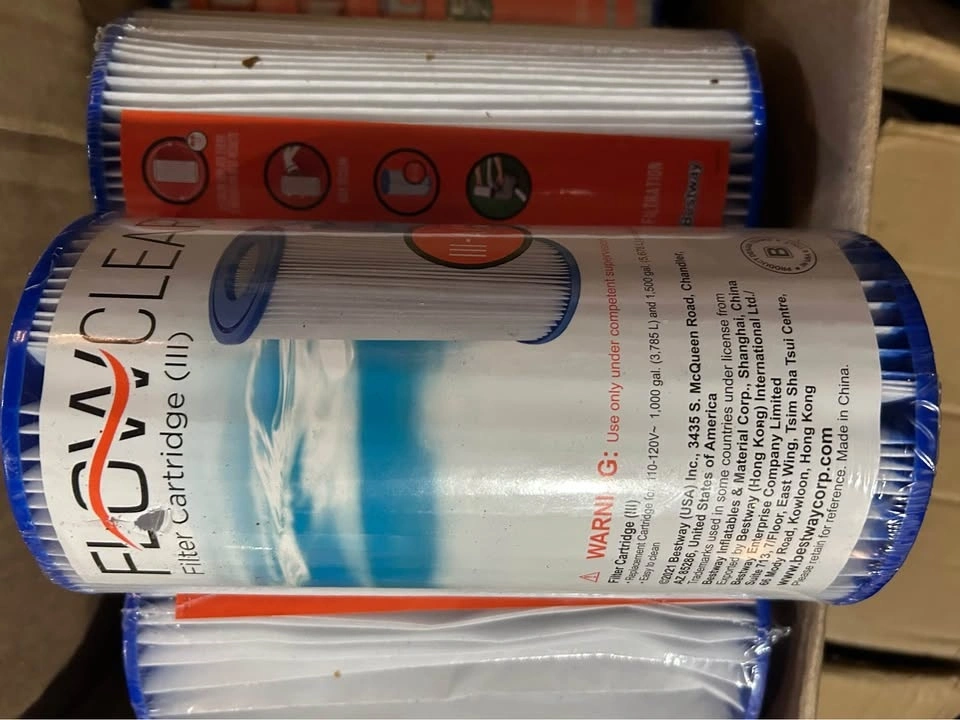 FLOWCLEAR
Filter Cartridge (III)
III
WARNING: Use only under competent supervision
Filter Cartridge (III)
• Replacement Cartridge for 110-120V~ 1,000 gal. (3,785 L) and 1,500 gal. (5,678 L)
• Easy to clean
©2021 Bestway (USA) Inc., 3435 S. McQueen Road, Chandler,
AZ 85286, United States of America
Trademarks used in some countries under license from
Bestway Inflatables & Material Corp., Shanghai, China
Exported by Bestway (Hong Kong) International Ltd./
Bestway Enterprise Company Limited
Suite 713, 7/Floor, East Wing, Tsim Sha Tsui Centre,
66 Mody Road, Kowloon, Hong Kong
www.bestwaycorp.com
Please retain for reference. Made in China.
B
FILTRATION
Bestway